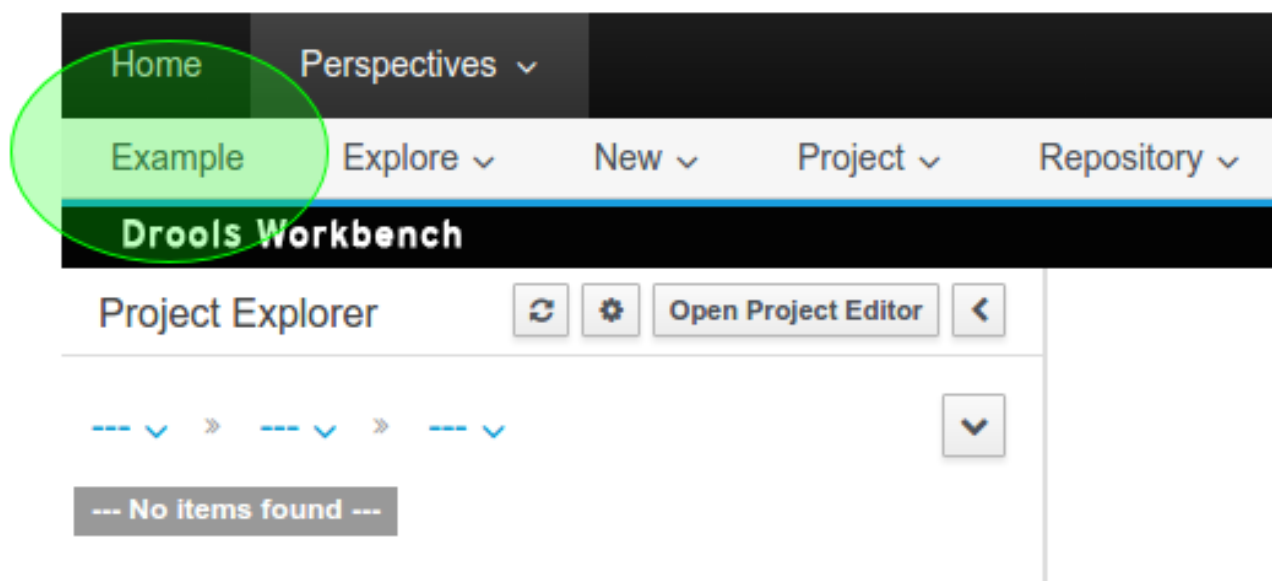 Home Perspectives
Example Explore New Project Repository
Drools Workbench
Project Explorer Open Project Editor
--- » --- » ---
--- No items found ---